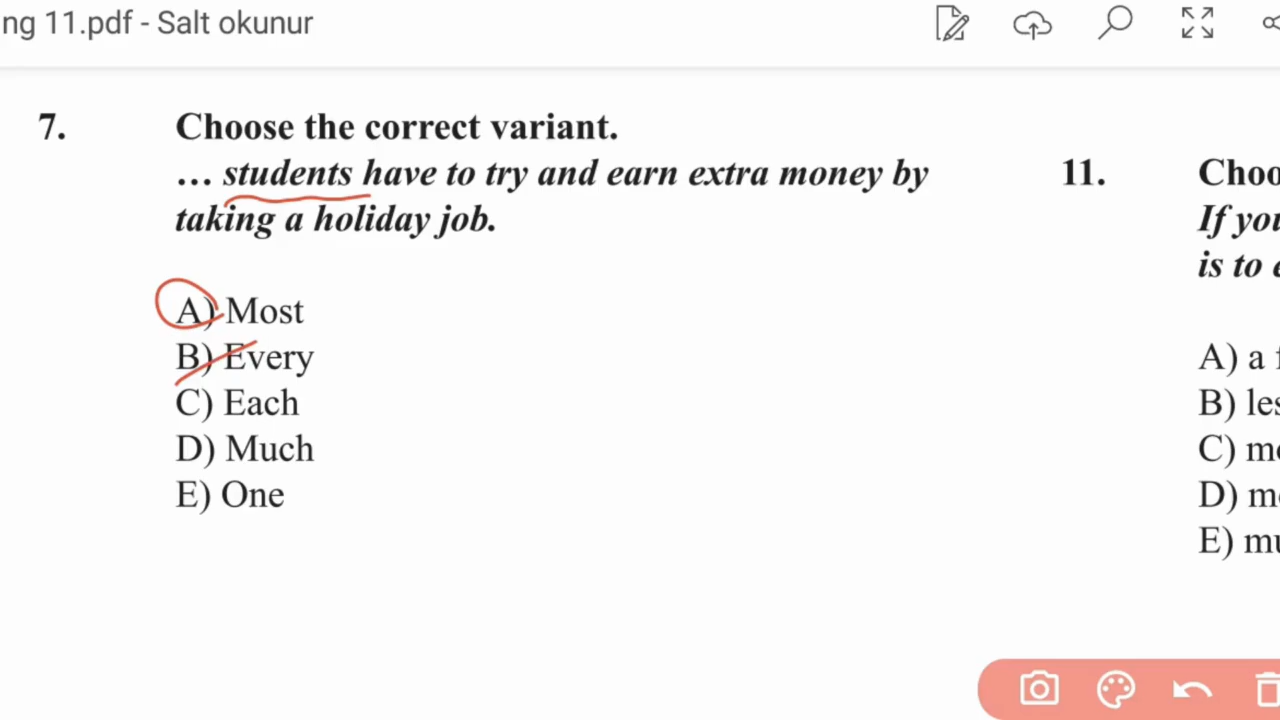 ng 11.pdf - Salt okunur
7. Choose the correct variant.
... students have to try and earn extra money by
taking a holiday job.
A) Most
B) Every
C) Each
D) Much
E) One
11. Choo
If you
is to e
A) a f
B) les
C) mo
D) mo
E) mu